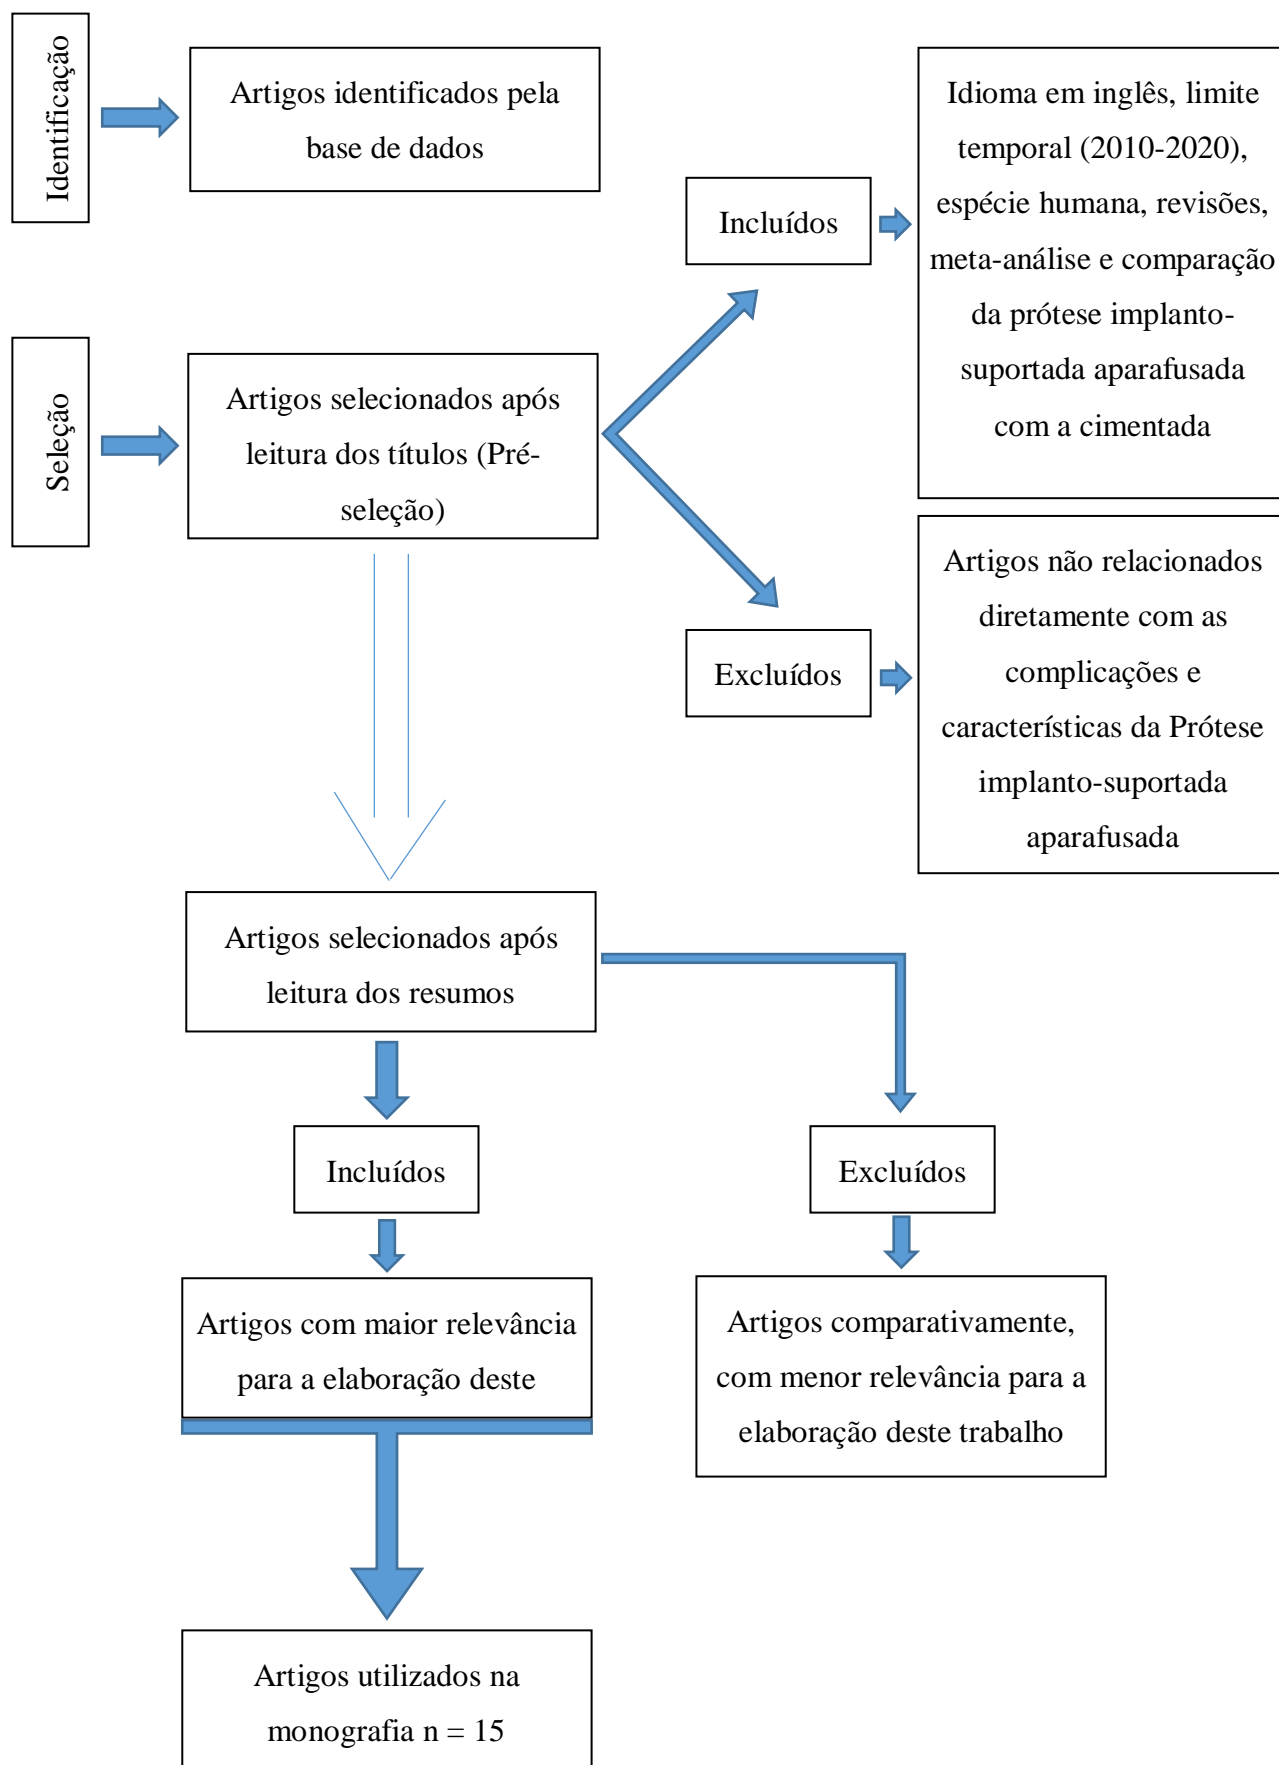 Identificação
Artigos identificados pela
base de dados
Incluídos
Idioma em inglês, limite
temporal (2010-2020),
espécie humana, revisões,
meta-análise e comparação
da prótese implanto-
suportada aparafusada
com a cimentada
Seleção
Artigos selecionados após
leitura dos títulos (Pré-
seleção)
Excluídos
Artigos não relacionados
diretamente com as
complicações e
características da Prótese
implanto-suportada
aparafusada
Artigos selecionados após
leitura dos resumos
Incluídos
Excluídos
Artigos com maior relevância
para a elaboração deste
Artigos comparativamente,
com menor relevância para a
elaboração deste trabalho
Artigos utilizados na
monografia n = 15